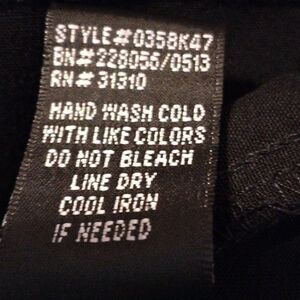 STYLE#0358K47
BN#228056/0513
RN#31310
HAND WASH COLD
WITH LIKE COLORS
DO NOT BLEACH
LINE DRY
COOL IRON
IF NEEDED